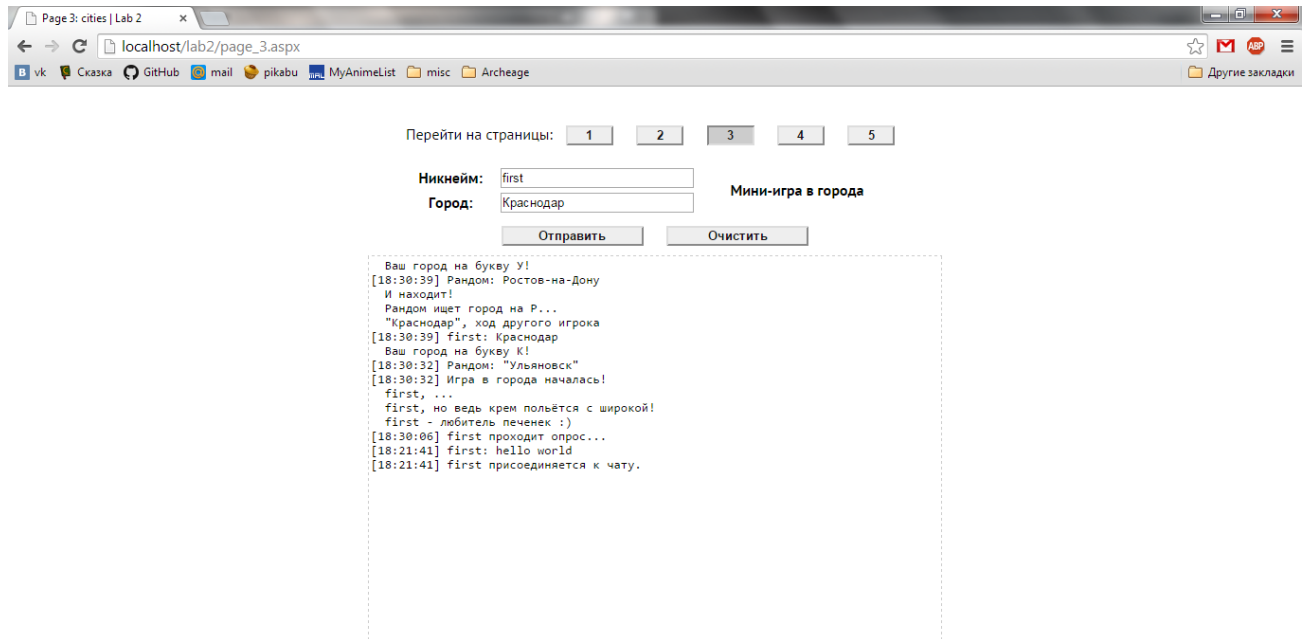 Page 3: cities | Lab 2
localhost/lab2/page_3.aspx
ABP
B vk Сказка GitHub mail pikabu MAL MyAnimeList misc Archeage Другие закладки
Перейти на страницы: 1 2 3 4 5
Никнейм: first
Мини-игра в города
Город: Краснодар
Отправить Очистить
Ваш город на букву У!
[18:30:39] Рандом: Ростов-на-Дону
И находит!
Рандом ищет город на Р...
"Краснодар", ход другого игрока
[18:30:39] first: Краснодар
Ваш город на букву К!
[18:30:32] Рандом: "Ульяновск"
[18:30:32] Игра в города началась!
first, ...
first, но ведь крем польётся с широкой!
first - любитель печенек :)
[18:30:06] first проходит опрос...
[18:21:41] first: hello world
[18:21:41] first присоединяется к чату.